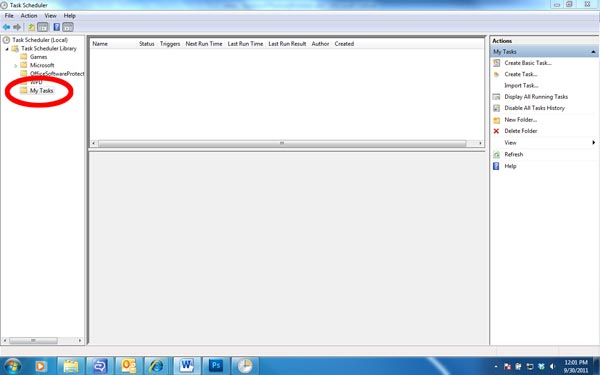 Task Scheduler
File Action View Help
Task Scheduler (Local)
Task Scheduler Library
Games
Microsoft
OfficeSoftwareProtect
WPD
My Tasks
Name Status Triggers Next Run Time Last Run Time Last Run Result Author Created
Actions
My Tasks
Create Basic Task...
Create Task...
Import Task...
Display All Running Tasks
Disable All Tasks History
New Folder...
Delete Folder
View
Refresh
Help
12:01 PM
9/30/2011